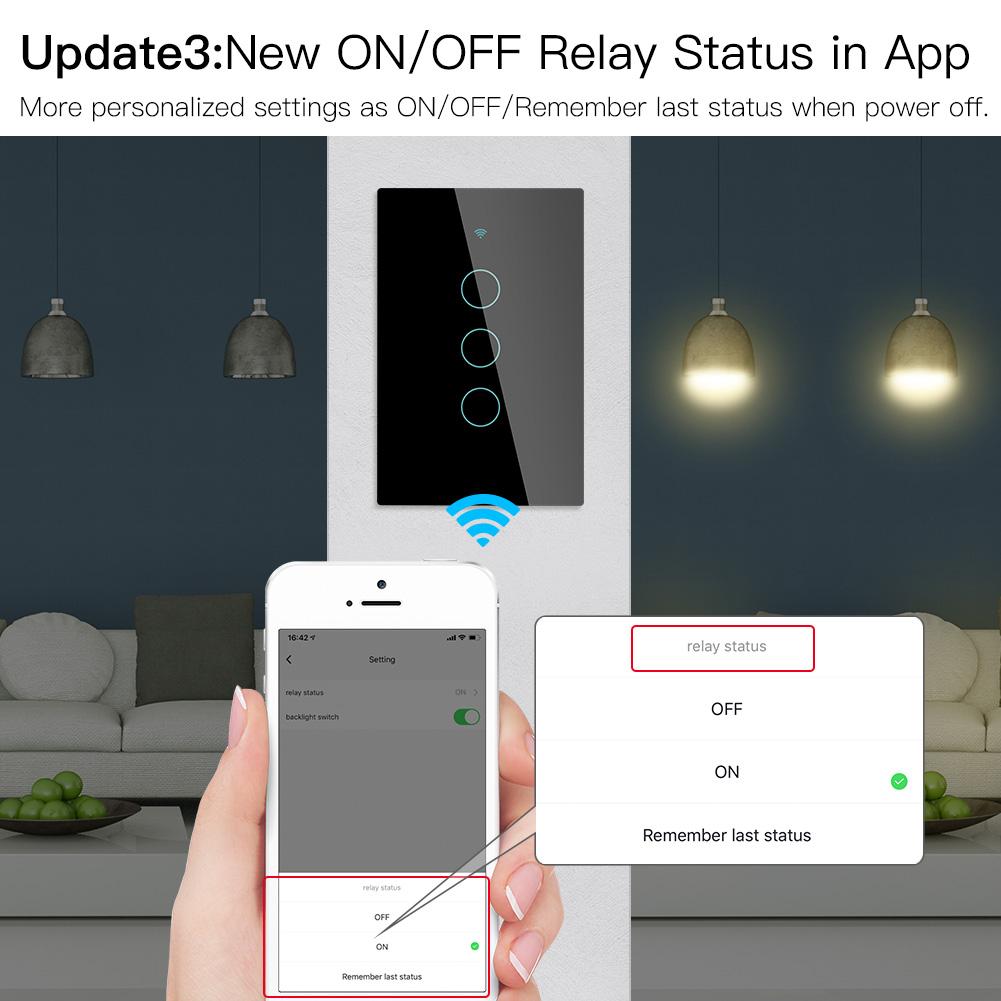 Update3:New ON/OFF Relay Status in App
More personalized settings as ON/OFF/Remember last status when power off.
16:42
Setting
relay status ON
backlight switch
relay status
OFF
ON
Remember last status
relay status
OFF
ON
Remember last status